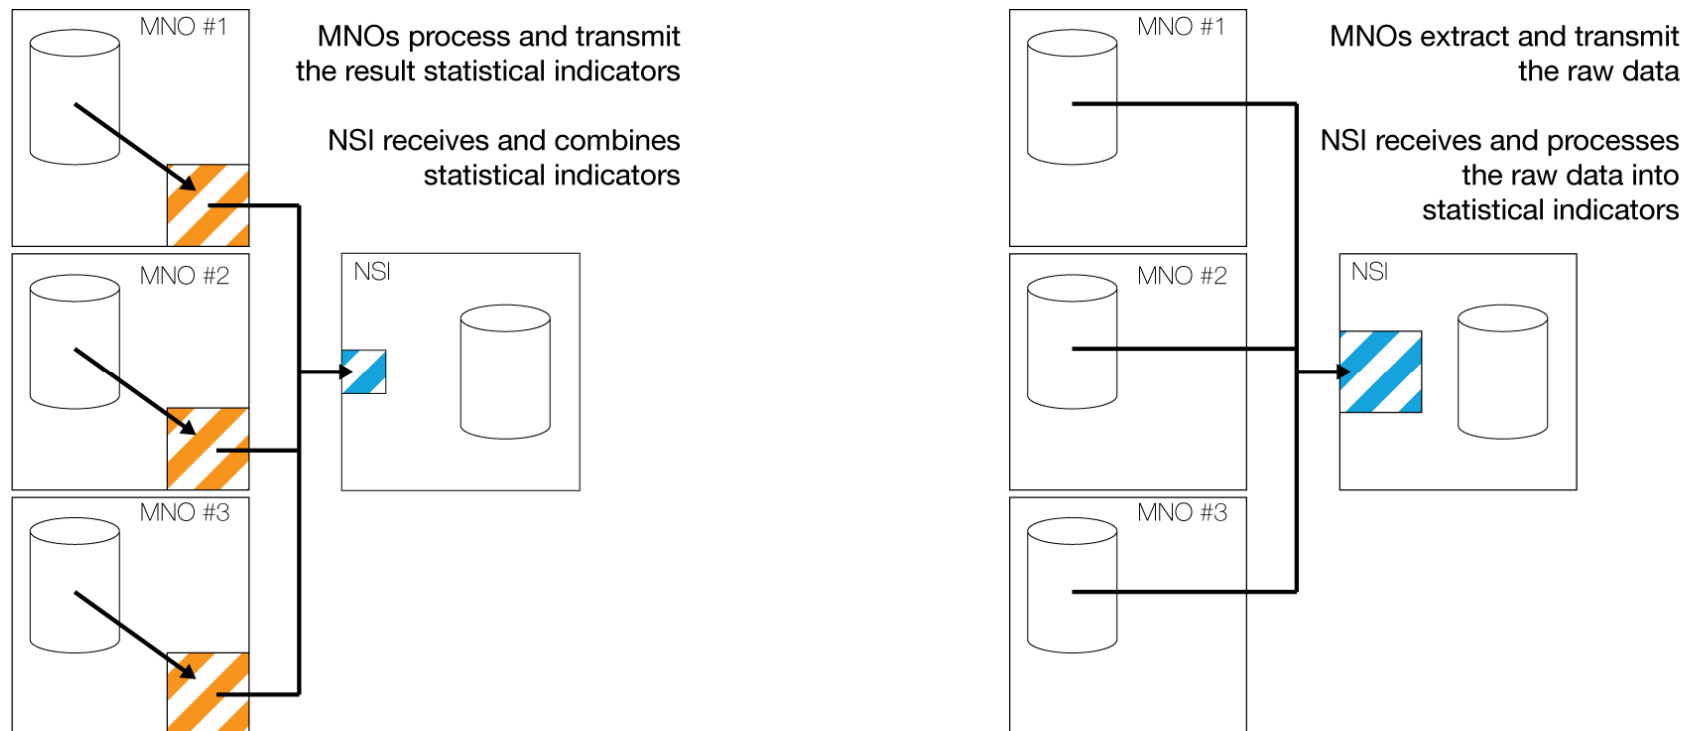 MNO #1
MNOs process and transmit
the result statistical indicators
NSI receives and combines
statistical indicators
MNO #2
NSI
MNO #3
MNO #1
MNOs extract and transmit
the raw data
NSI receives and processes
the raw data into
statistical indicators
MNO #2
NSI
MNO #3